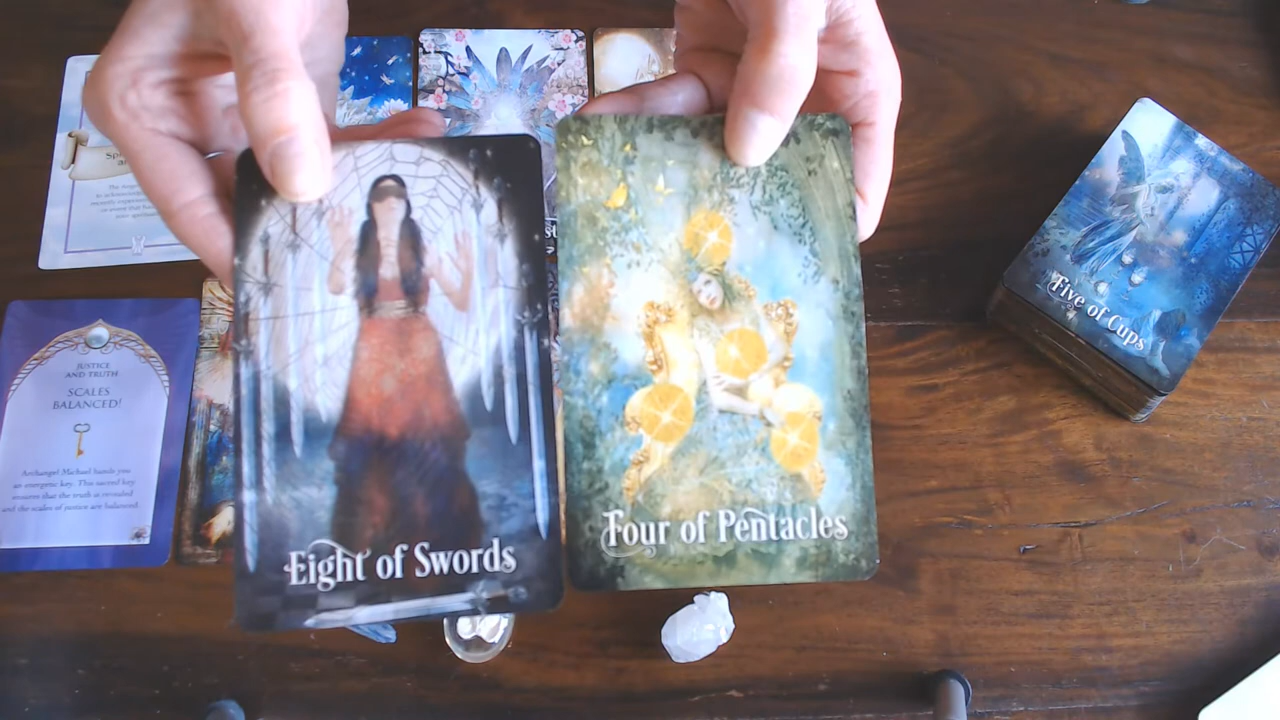 Eight of Swords
Four of Pentacles
Five of Cups
JUSTICE
AND TRUTH
SCALES
BALANCED!
Archangel Michael hands you
an energetic key. This sacred key
ensures that the truth is revealed
and the scales of justice are balanced.